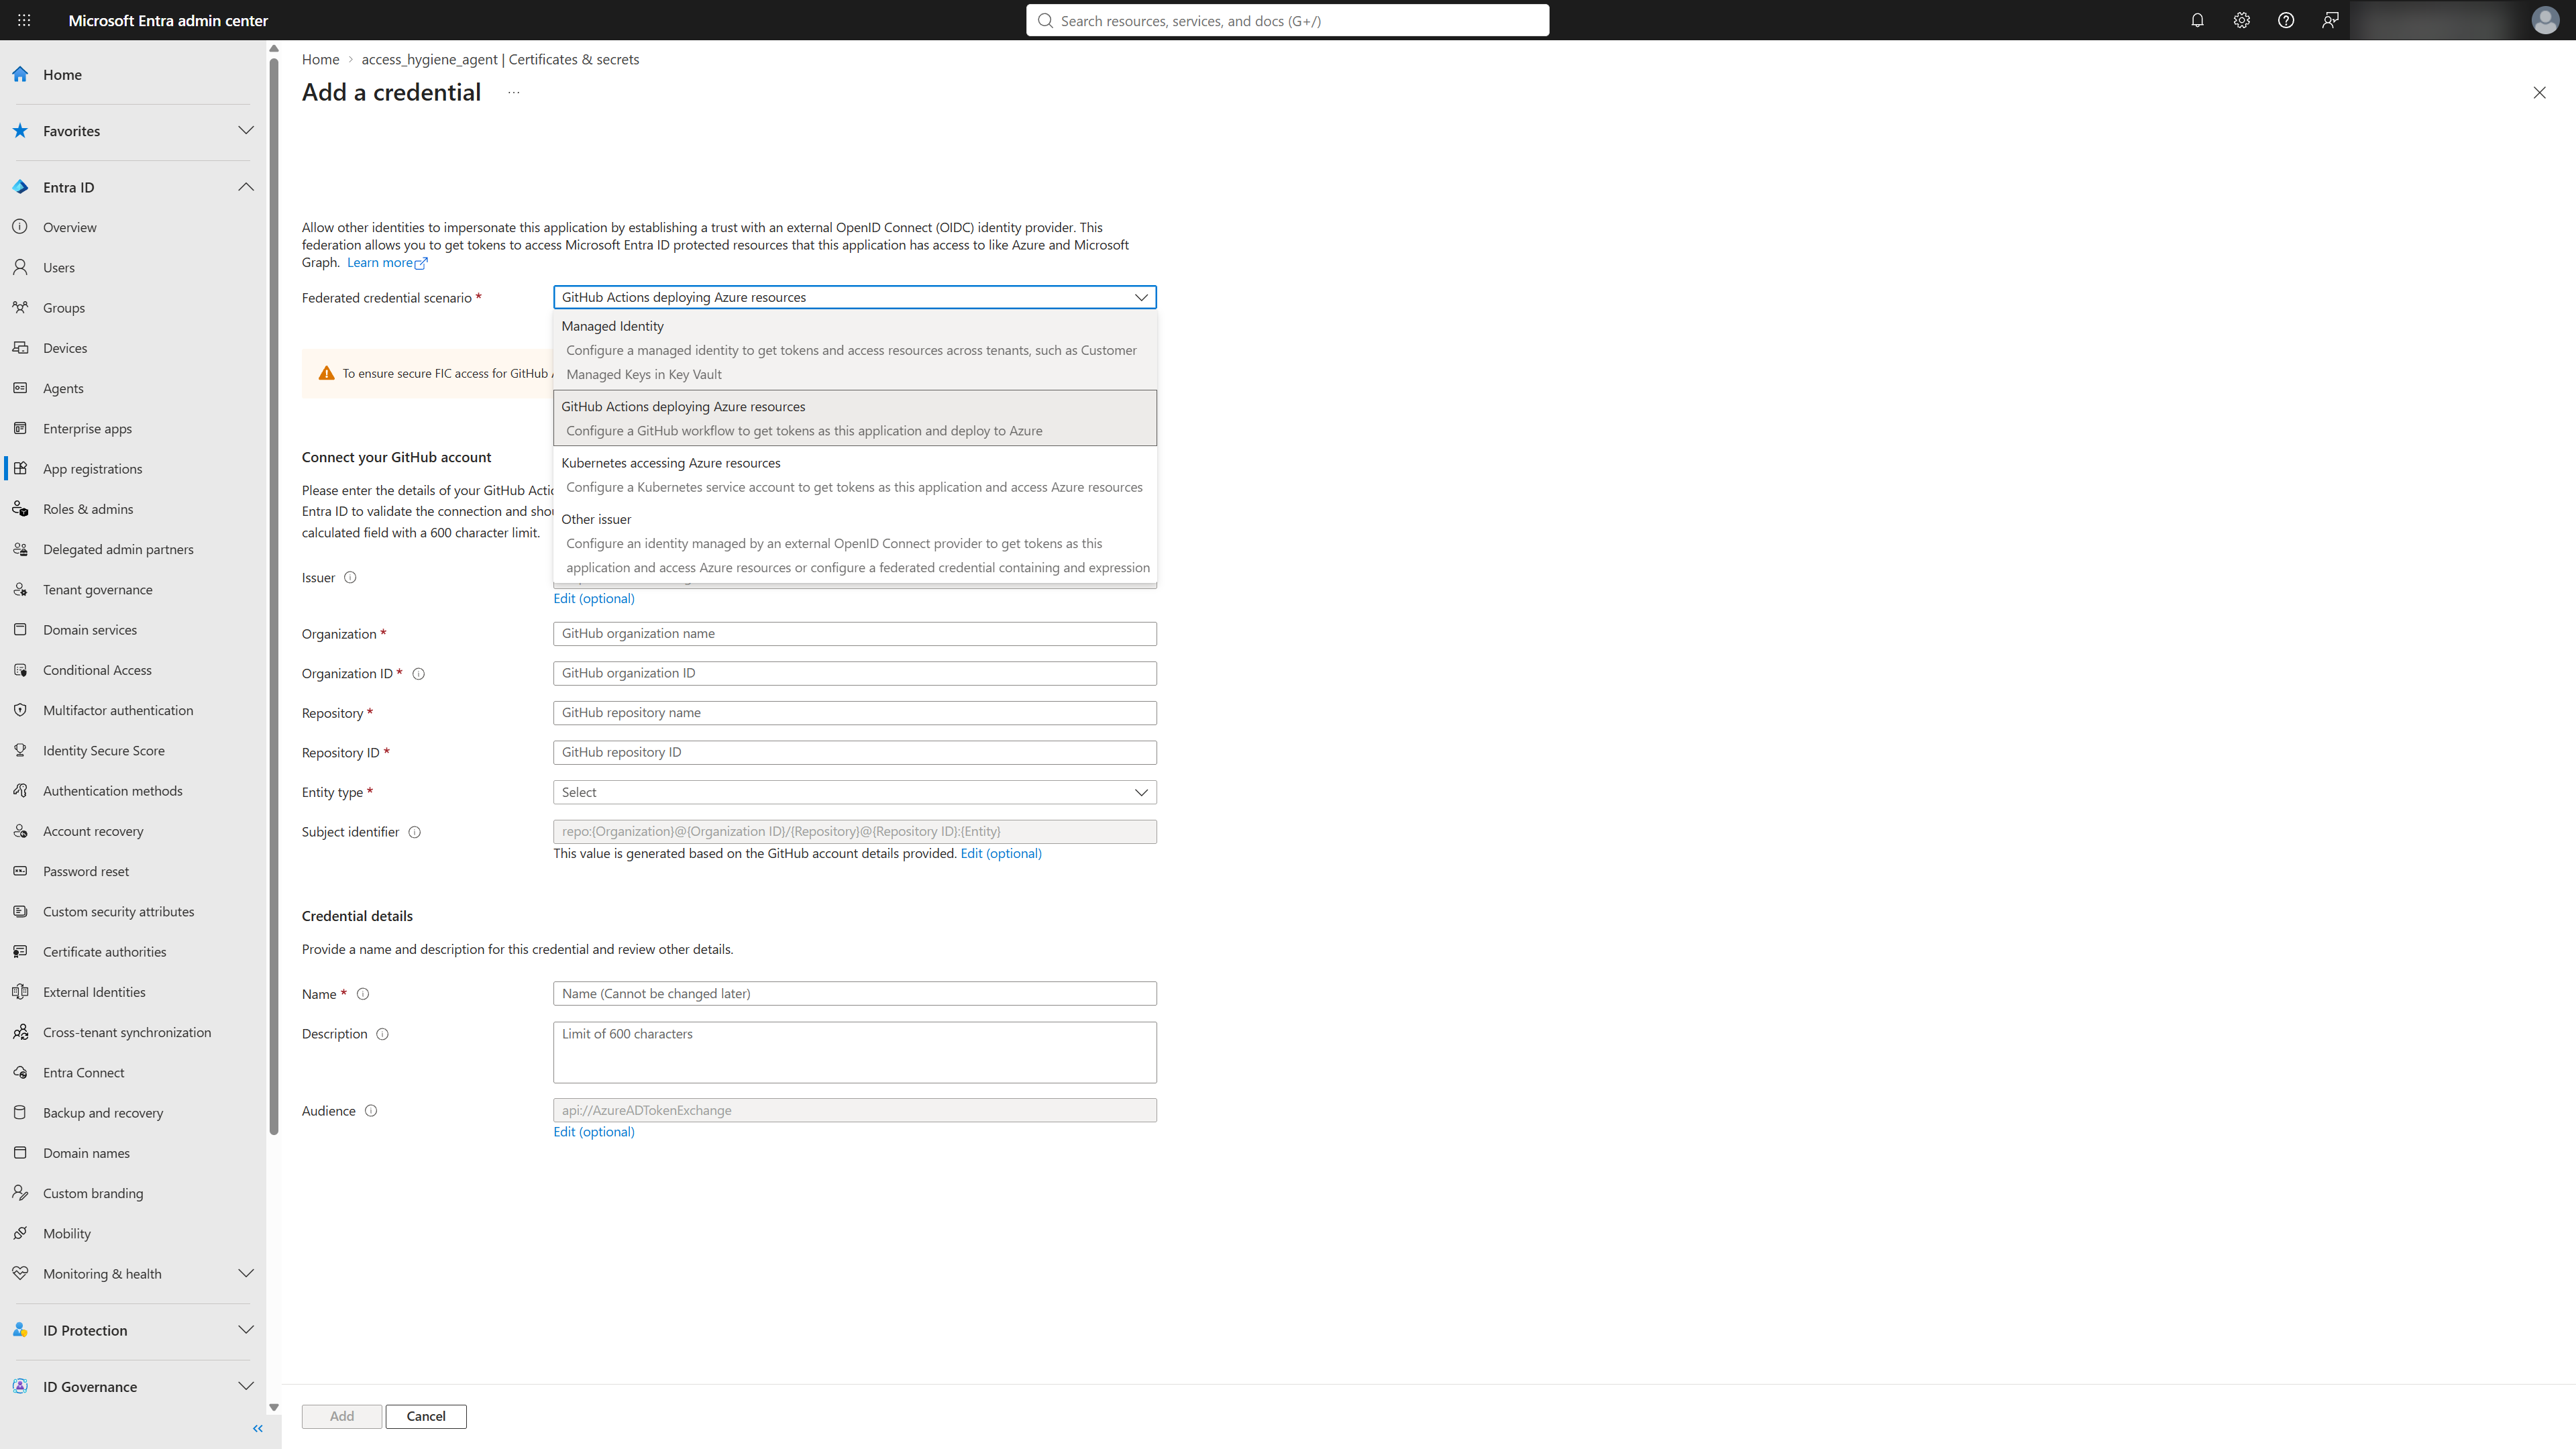 Microsoft Entra admin center
Search resources, services, and docs (G+/)
Home
Favorites
Entra ID
Overview
Users
Groups
Devices
Agents
Enterprise apps
App registrations
Roles & admins
Delegated admin partners
Tenant governance
Domain services
Conditional Access
Multifactor authentication
Identity Secure Score
Authentication methods
Account recovery
Password reset
Custom security attributes
Certificate authorities
External Identities
Cross-tenant synchronization
Entra Connect
Backup and recovery
Domain names
Custom branding
Mobility
Monitoring & health
ID Protection
ID Governance
Home > access_hygiene_agent | Certificates & secrets
Add a credential ...
Allow other identities to impersonate this application by establishing a trust with an external OpenID Connect (OIDC) identity provider. This
federation allows you to get tokens to access Microsoft Entra ID protected resources that this application has access to like Azure and Microsoft
Graph. Learn more
Federated credential scenario *
GitHub Actions deploying Azure resources
Managed Identity
Configure a managed identity to get tokens and access resources across tenants, such as Customer
Managed Keys in Key Vault
GitHub Actions deploying Azure resources
Configure a GitHub workflow to get tokens as this application and deploy to Azure
Kubernetes accessing Azure resources
Configure a Kubernetes service account to get tokens as this application and access Azure resources
Other issuer
Configure an identity managed by an external OpenID Connect provider to get tokens as this
application and access Azure resources or configure a federated credential containing and expression
To ensure secure FIC access for GitHub
Connect your GitHub account
Please enter the details of your GitHub
Entra ID to validate the connection and
calculated field with a 600 character limit.
Issuer
Edit (optional)
Organization *
GitHub organization name
Organization ID *
GitHub organization ID
Repository *
GitHub repository name
Repository ID *
GitHub repository ID
Entity type *
Select
Subject identifier
repo:{Organization}@{Organization ID}/{Repository}@{Repository ID}:{Entity}
This value is generated based on the GitHub account details provided. Edit (optional)
Credential details
Provide a name and description for this credential and review other details.
Name *
Name (Cannot be changed later)
Description
Limit of 600 characters
Audience
api://AzureADTokenExchange
Edit (optional)
Add
Cancel